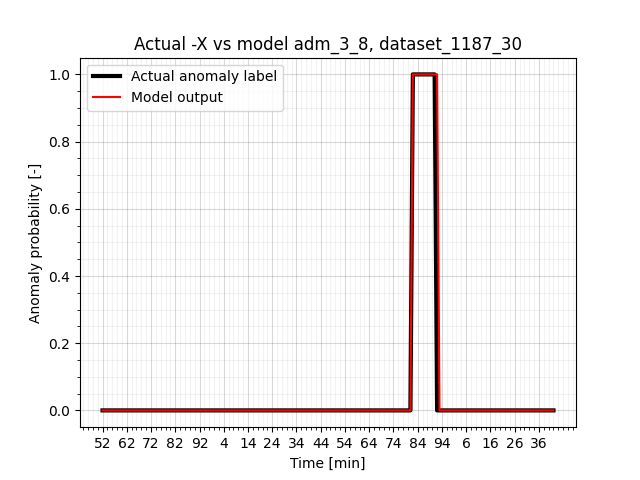 Actual -X vs model adm_3_8, dataset_1187_30
Actual anomaly label
Model output
Anomaly probability [-]
1.0
0.8
0.6
0.4
0.2
0.0
52 62 72 82 92 4 14 24 34 44 54 64 74 84 94 6 16 26 36
Time [min]